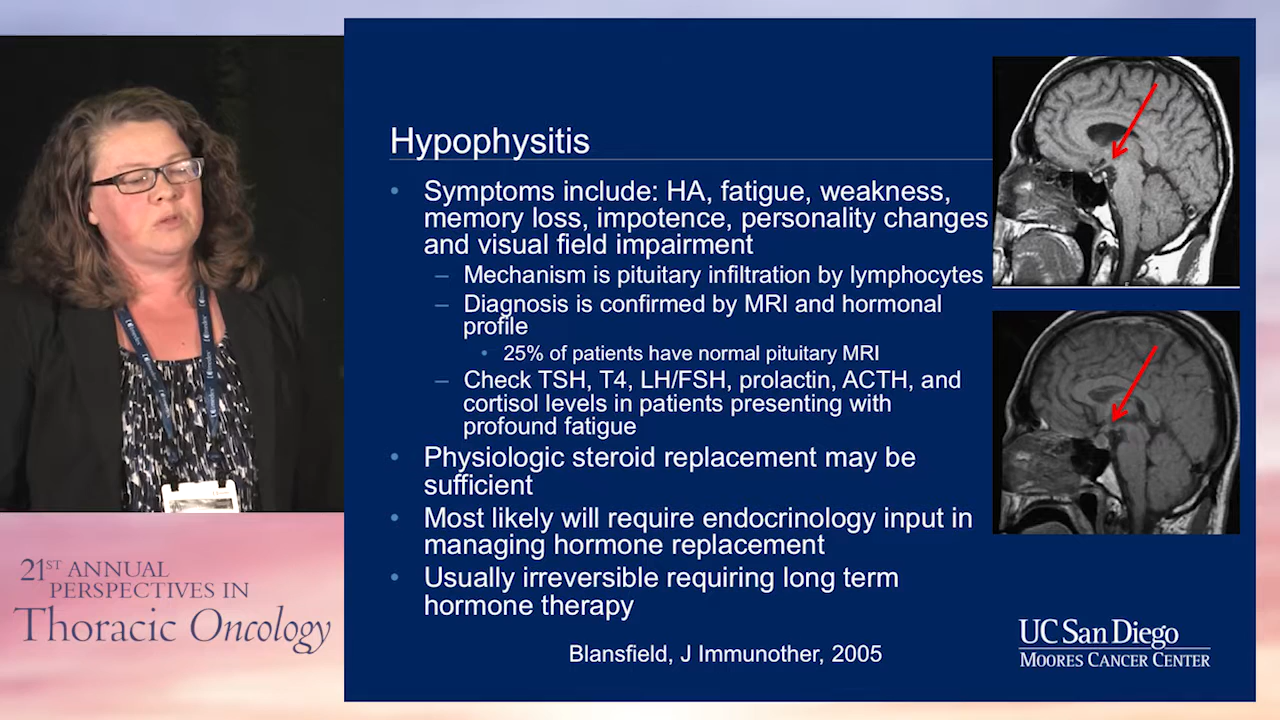 Hypophysitis
• Symptoms include: HA, fatigue, weakness,
memory loss, impotence, personality changes
and visual field impairment
– Mechanism is pituitary infiltration by lymphocytes
– Diagnosis is confirmed by MRI and hormonal
profile
• 25% of patients have normal pituitary MRI
– Check TSH, T4, LH/FSH, prolactin, ACTH, and
cortisol levels in patients presenting with
profound fatigue
• Physiologic steroid replacement may be
sufficient
• Most likely will require endocrinology input in
managing hormone replacement
• Usually irreversible requiring long term
hormone therapy
Blansfield, J Immunother, 2005
UC San Diego
MOORES CANCER CENTER
21ST ANNUAL
PERSPECTIVES IN
Thoracic Oncology